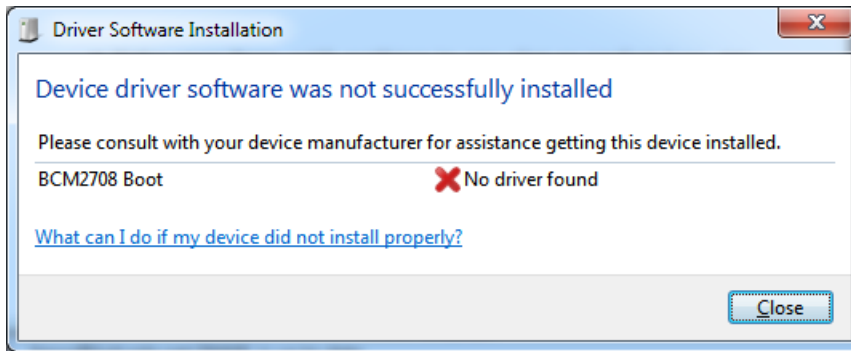 Driver Software Installation
Device driver software was not successfully installed
Please consult with your device manufacturer for assistance getting this device installed.
BCM2708 Boot No driver found
What can I do if my device did not install properly?
Close